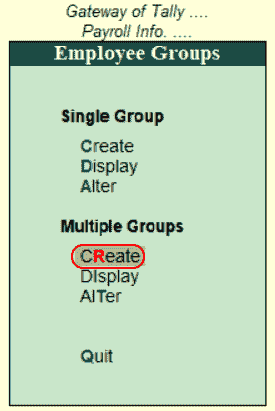 Gateway of Tally ....
Payroll Info. ....
Employee Groups
Single Group
Create
Display
Alter
Multiple Groups
CReate
DIsplay
AlTer
Quit